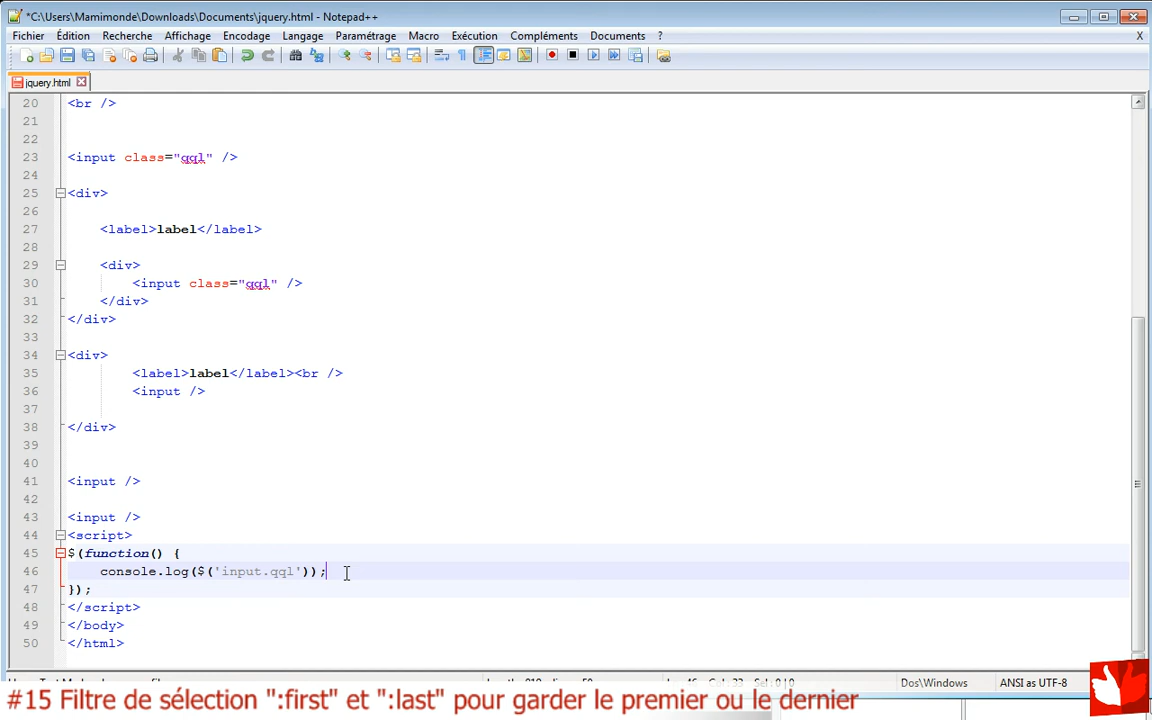 *C:\Users\Mamimonde\Downloads\Documents\jquery.html - Notepad++
Fichier Édition Recherche Affichage Encodage Langage Paramétrage Macro Exécution Compléments Documents ? X
jquery.html
20 <br />
21
22
23 <input class="qql" />
24
25 <div>
26
27 <label>label</label>
28
29 <div>
30 <input class="qql" />
31 </div>
32 </div>
33
34 <div>
35 <label>label</label><br />
36 <input />
37
38 </div>
39
40
41 <input />
42
43 <input />
44 <script>
45 $(function() {
46 console.log($('input.qql'));
47 });
48 </script>
49 </body>
50 </html>
Dos\Windows ANSI as UTF-8
#15 Filtre de sélection ":first" et ":last" pour garder le premier ou le dernier